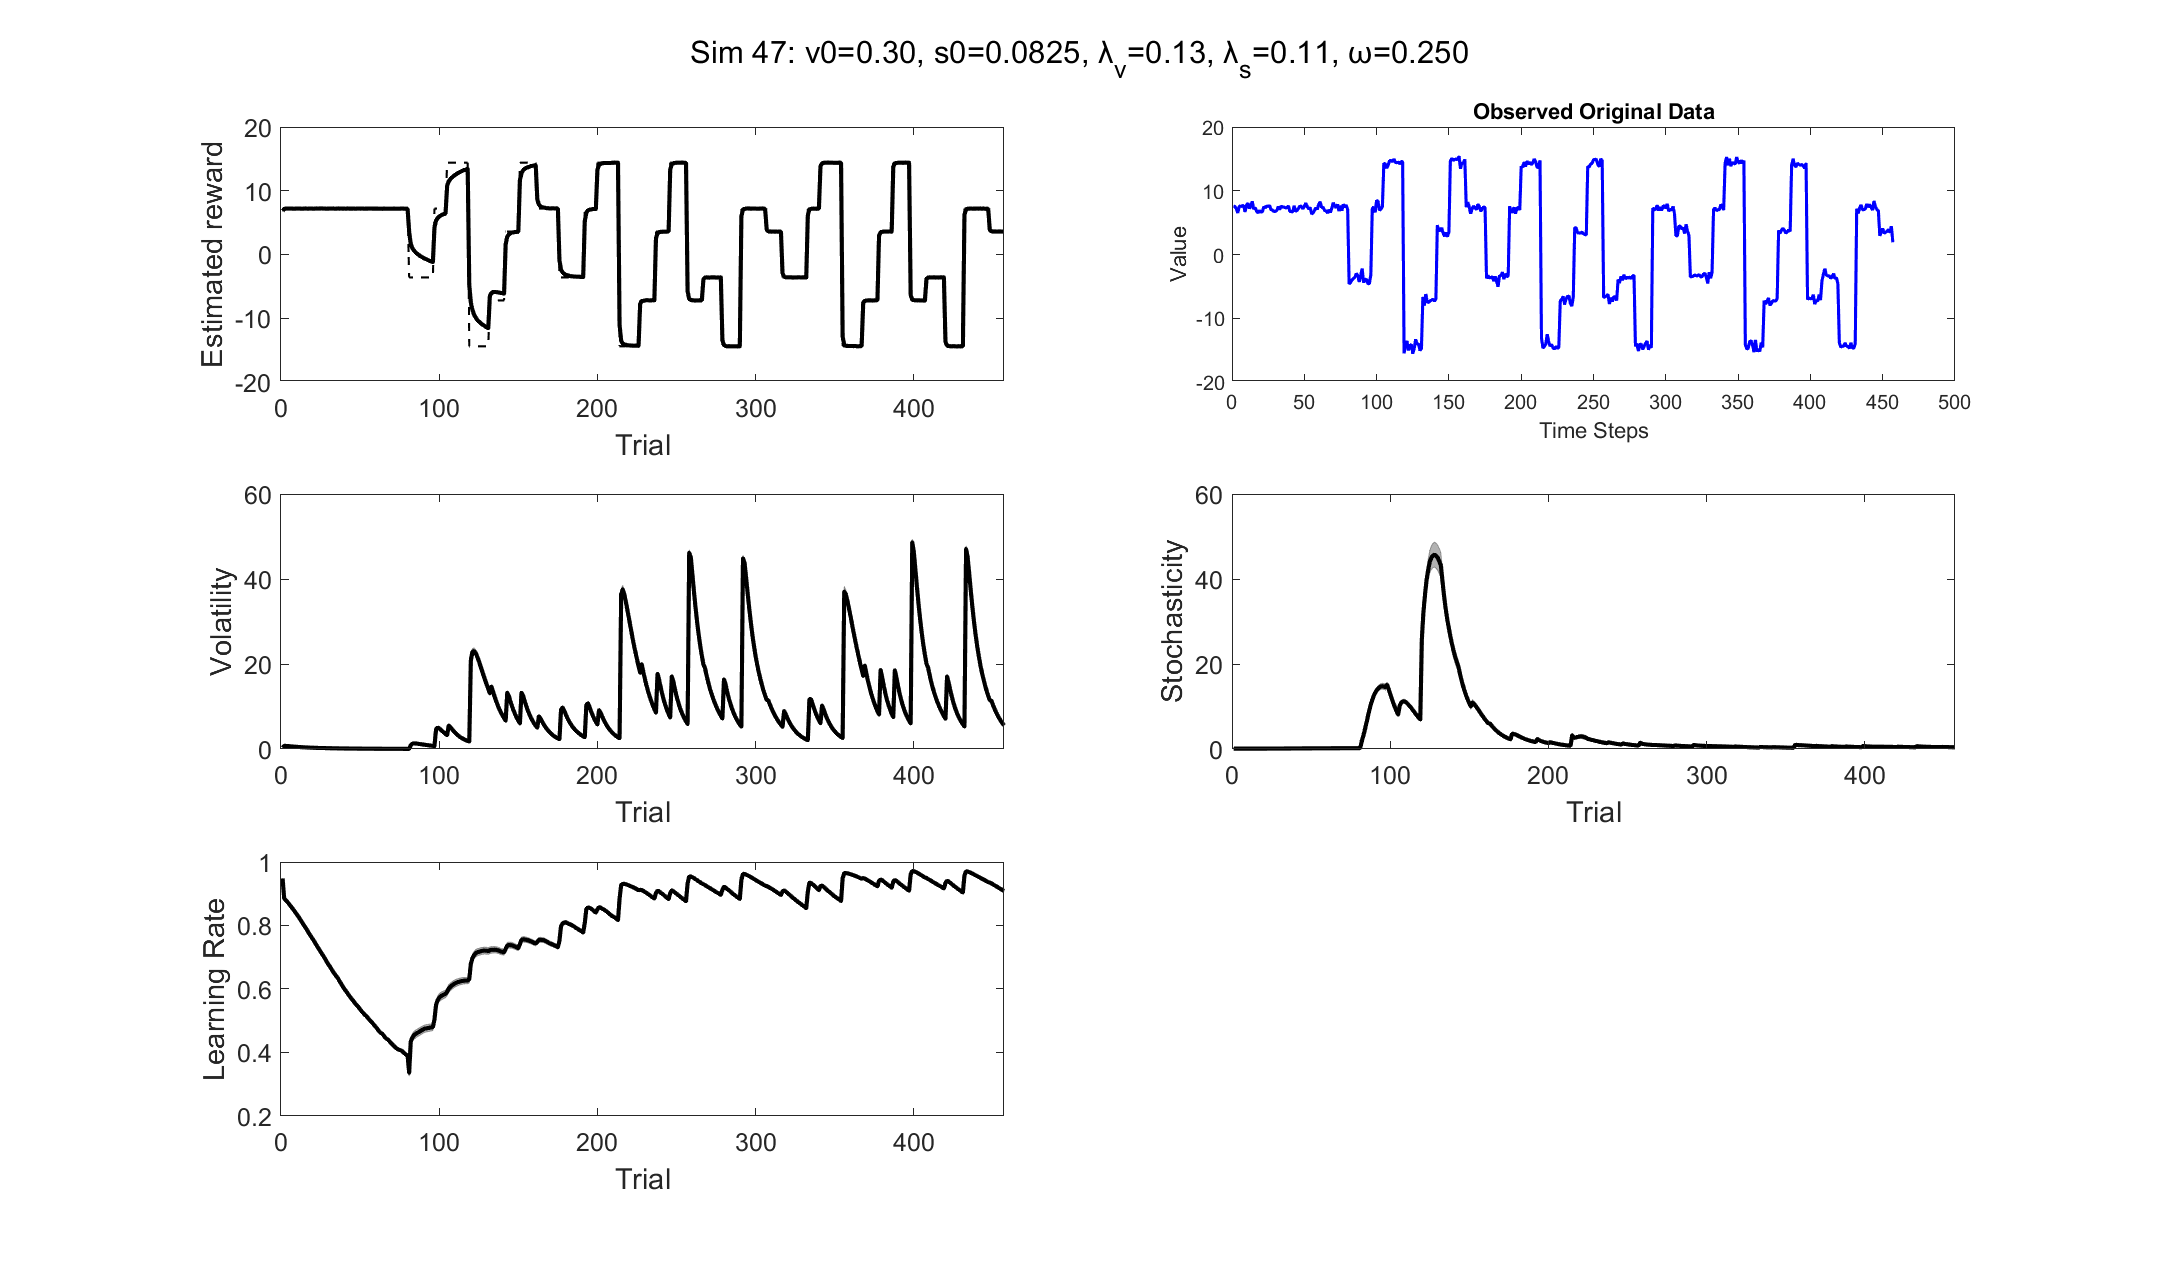 Sim 47: v0=0.30, s0=0.0825, λ_v=0.13, λ_s=0.11, ω=0.250
Estimated reward
20
10
0
-10
-20
0 100 200 300 400
Trial
Observed Original Data
Value
20
10
0
-10
-20
0 50 100 150 200 250 300 350 400 450 500
Time Steps
Volatility
60
40
20
0
0 100 200 300 400
Trial
Stochasticity
60
40
20
0
0 100 200 300 400
Trial
Learning Rate
1
0.8
0.6
0.4
0.2
0 100 200 300 400
Trial